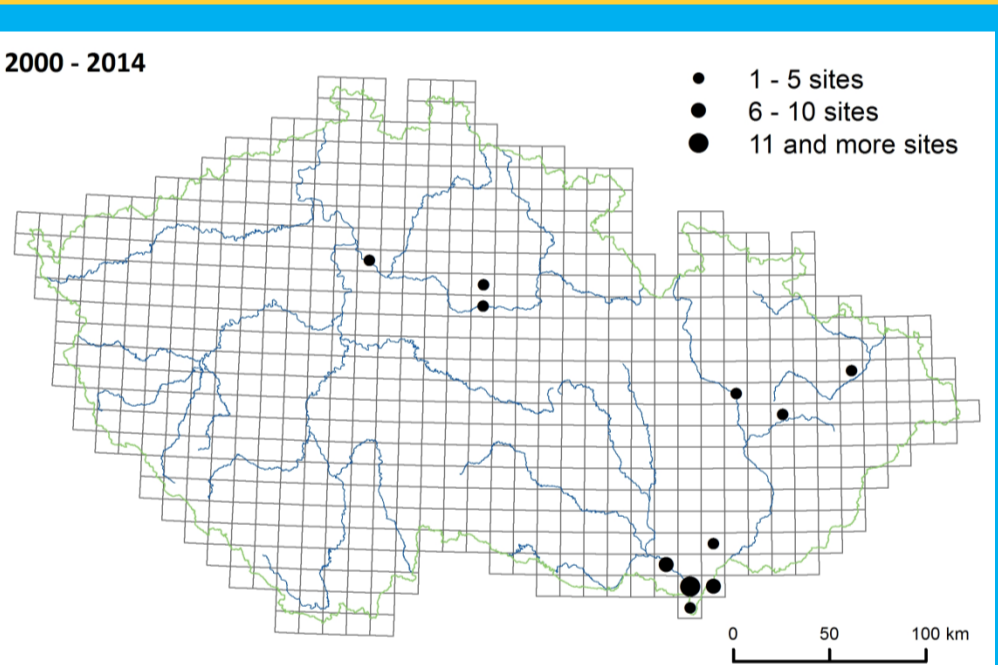 2000 - 2014
1 - 5 sites
6 - 10 sites
11 and more sites
0 50 100 km